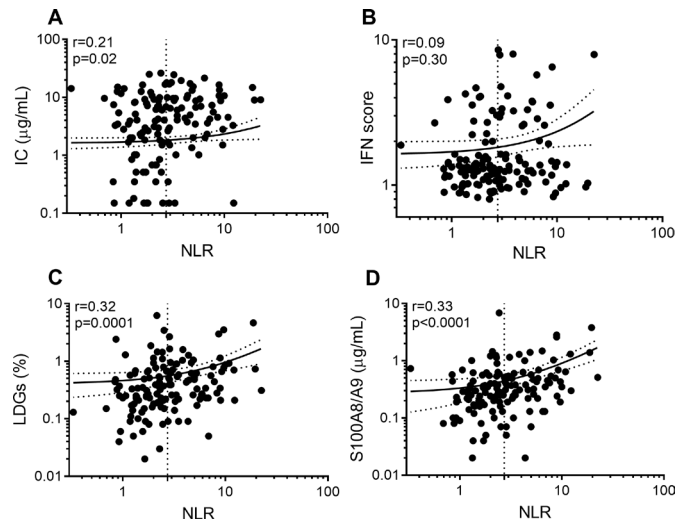 A
r=0.21
p=0.02
100
10
1
0.1
IC (μg/mL)
1
10
100
NLR
B
r=0.09
p=0.30
10
1
IFN score
1
10
100
NLR
C
r=0.32
p=0.0001
10
1
0.1
0.01
LDGs (%)
1
10
100
NLR
D
r=0.33
p<0.0001
10
1
0.1
0.01
S100A8/A9 (μg/mL)
1
10
100
NLR